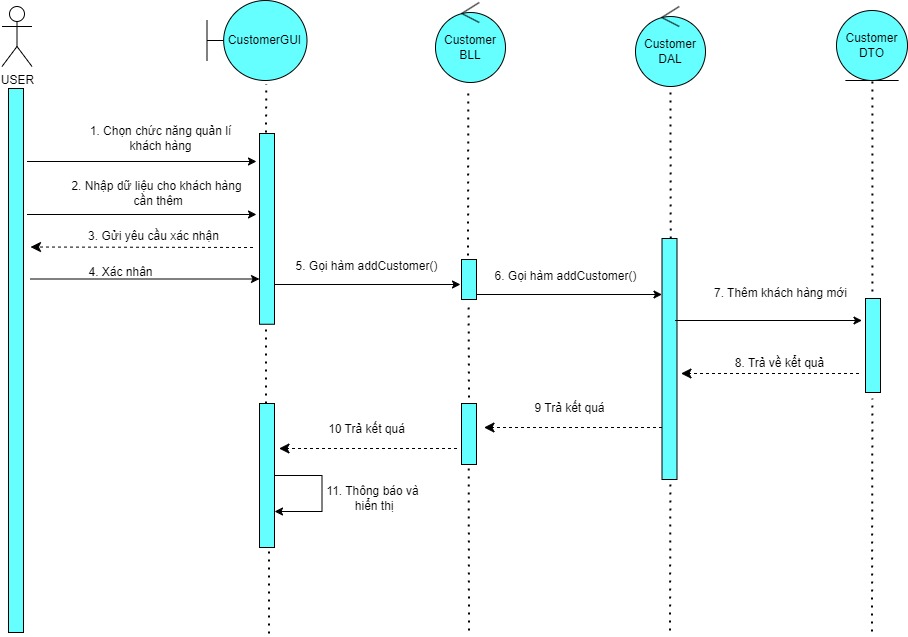 CustomerGUI
Customer
BLL
Customer
DAL
Customer
DTO
USER
1. Chọn chức năng quản lí
khách hàng
2. Nhập dữ liệu cho khách hàng
cần thêm
3. Gửi yêu cầu xác nhận
4. Xác nhân
5. Gọi hàm addCustomer()
6. Gọi hàm addCustomer()
7. Thêm khách hàng mới
8. Trả về kết quả
9 Trả kết quá
10 Trả kết quá
11. Thông báo và
hiển thị